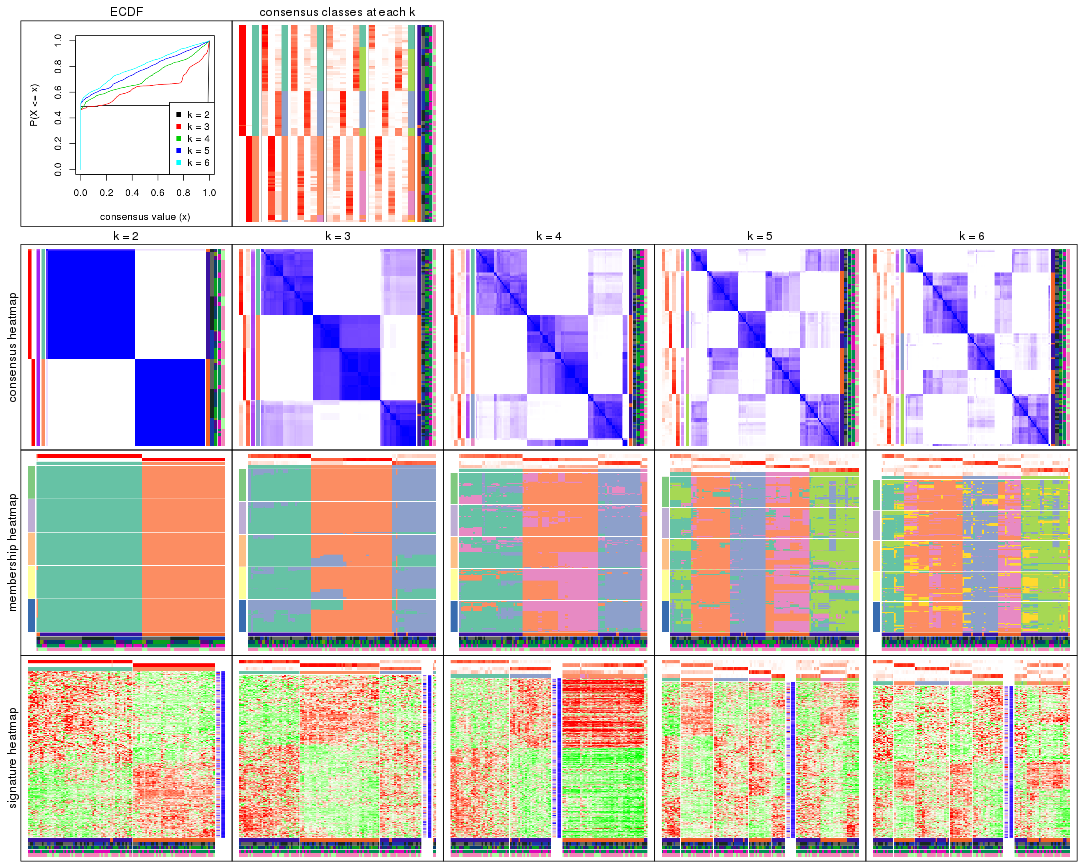 ECDF
consensus classes at each k
P(X <= x)
0.0
0.2
0.4
0.6
0.8
1.0
k = 2
k = 3
k = 4
k = 5
k = 6
0.0 0.2 0.4 0.6 0.8 1.0
consensus value (x)
k = 2
k = 3
k = 4
k = 5
k = 6
consensus heatmap
membership heatmap
signature heatmap